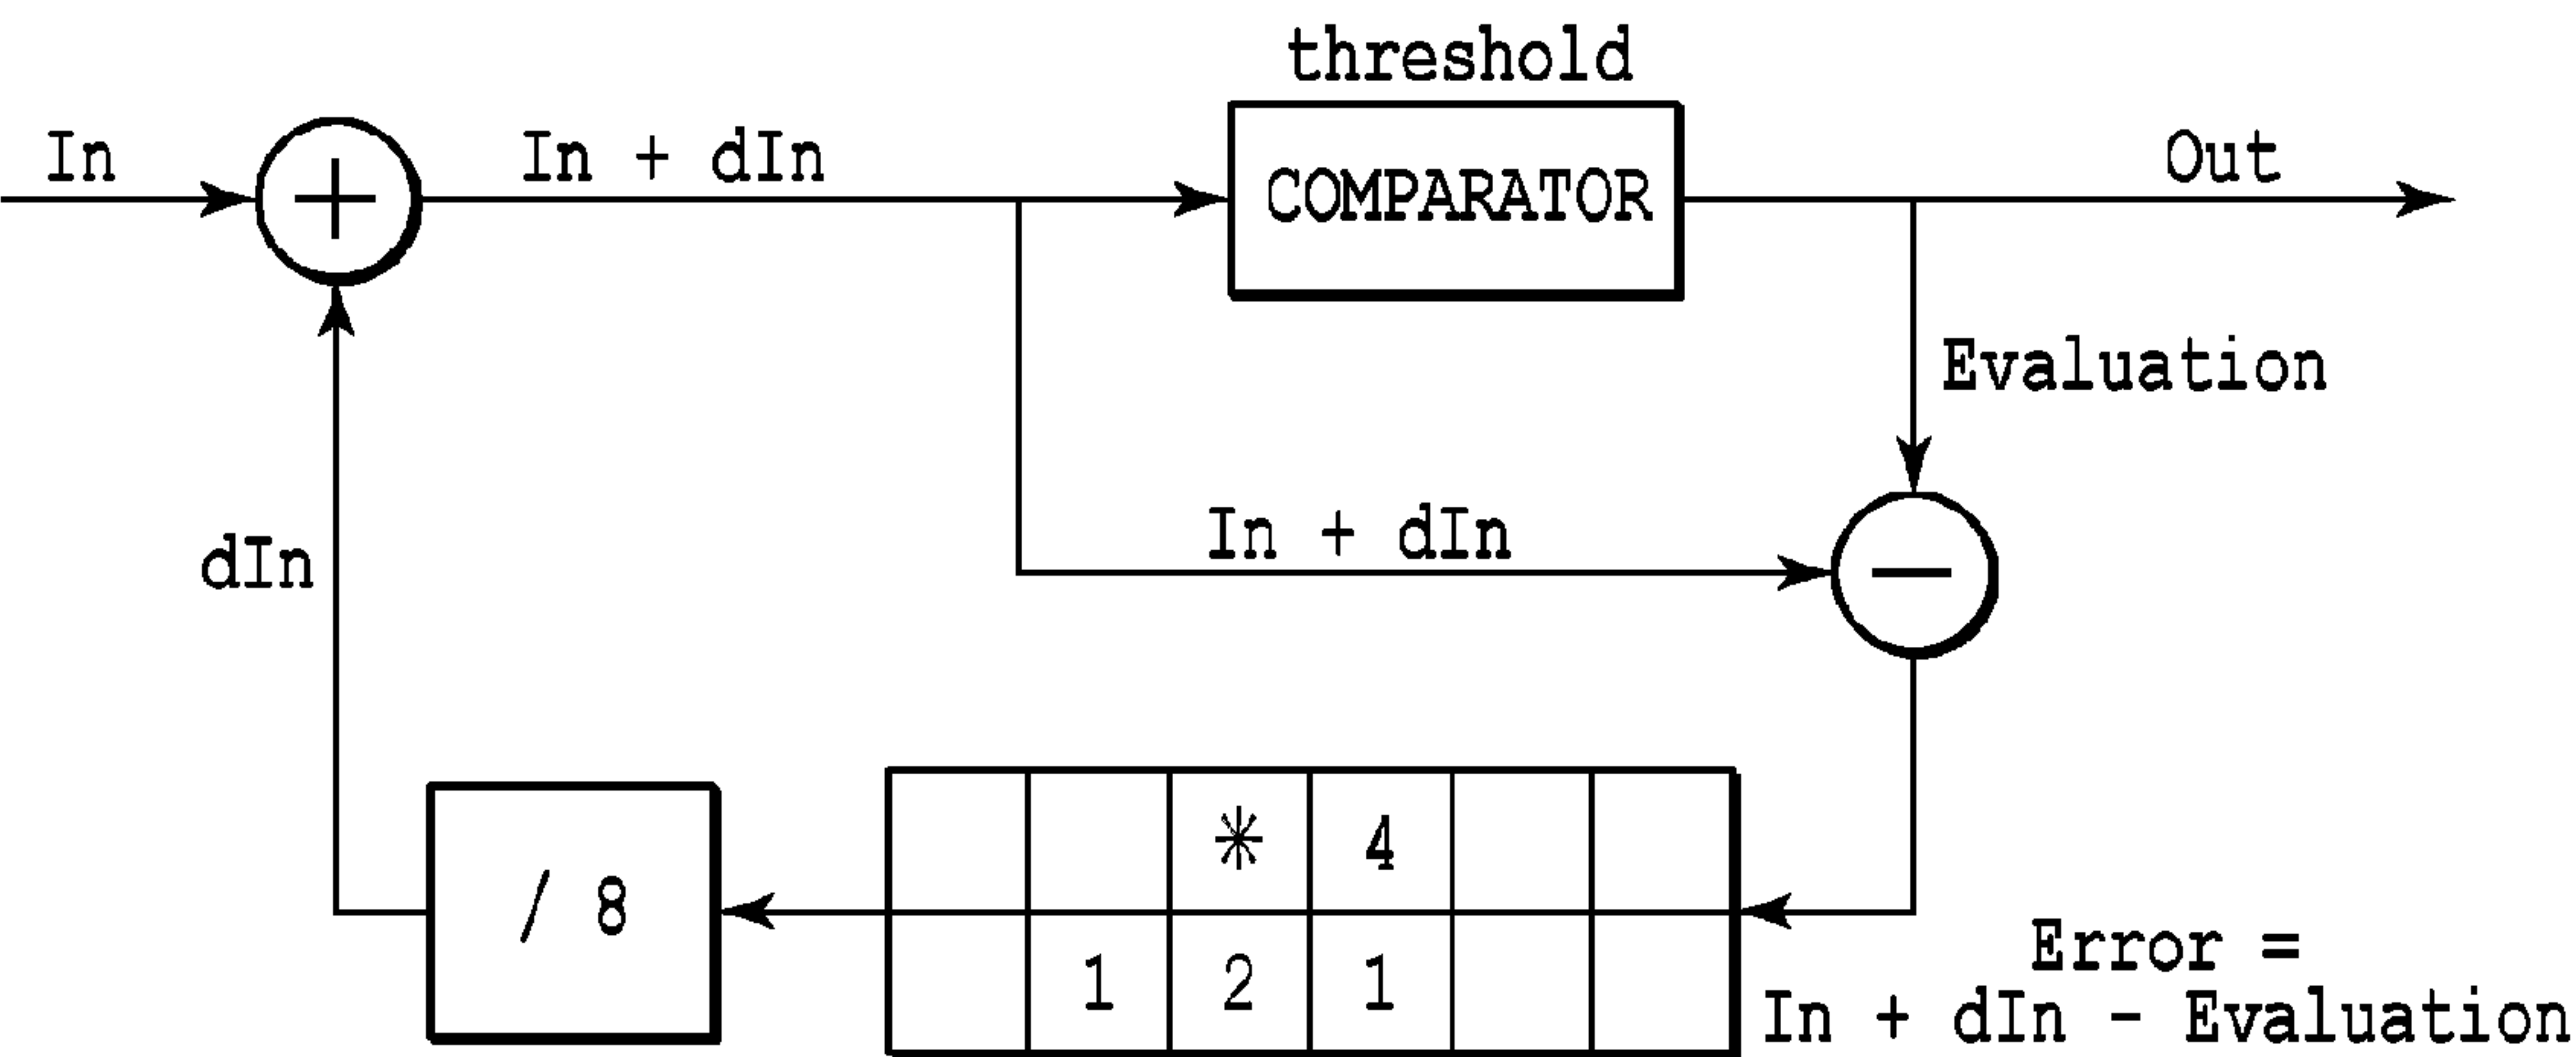 threshold
In
In + dIn
COMPARATOR
Out
Evaluation
In + dIn
dIn
* 4
/ 8
1 2 1
Error =
In + dIn - Evaluation